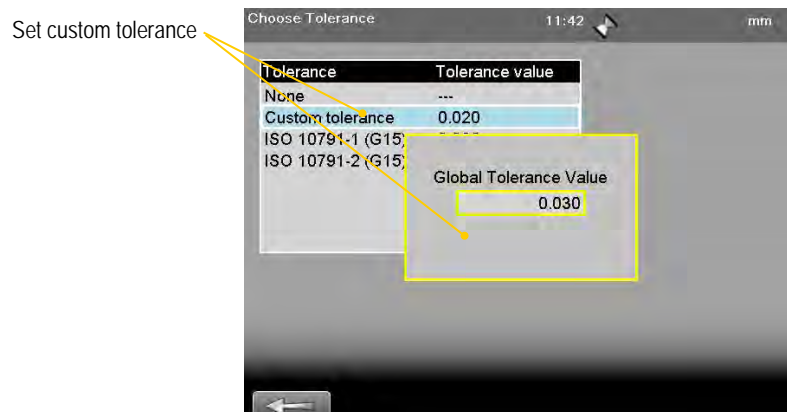 Set custom tolerance
Choose Tolerance 11:42 mm
Tolerance Tolerance value
None ---
Custom tolerance 0.020
ISO 10791-1 (G15)
ISO 10791-2 (G15)
Global Tolerance Value
0.030